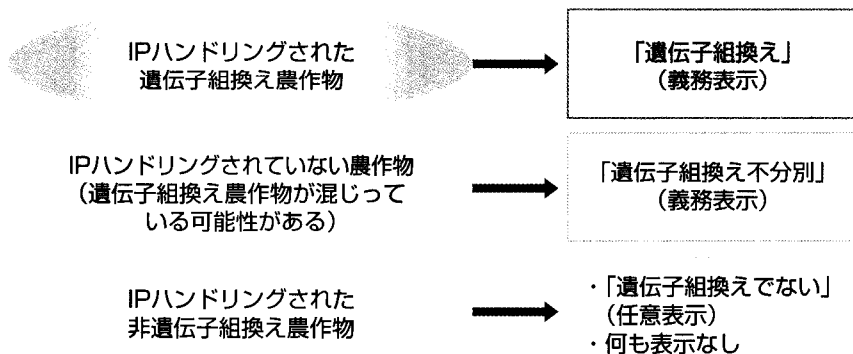 IPハンドリングされた
遺伝子組換え農作物
「遺伝子組換え」
（義務表示）
IPハンドリングされていない農作物
（遺伝子組換え農作物が混じって
いる可能性がある）
「遺伝子組換え不分別」
（義務表示）
IPハンドリングされた
非遺伝子組換え農作物
・「遺伝子組換えでない」
（任意表示）
・何も表示なし